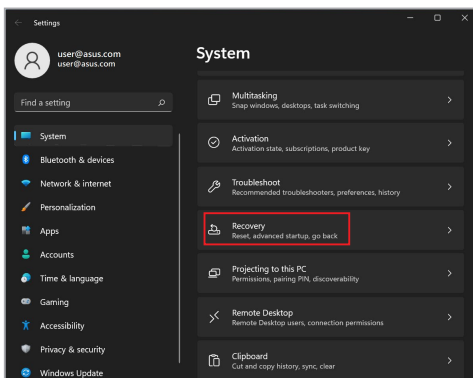 Settings
user@asus.com
user@asus.com
Find a setting
System
Bluetooth & devices
Network & internet
Personalization
Apps
Accounts
Time & language
Gaming
Accessibility
Privacy & security
Windows Update
System
Multitasking
Snap windows, desktops, task switching
Activation
Activation state, subscriptions, product key
Troubleshoot
Recommended troubleshooters, preferences, history
Recovery
Reset, advanced startup, go back
Projecting to this PC
Permissions, pairing PIN, discoverability
Remote Desktop
Remote Desktop users, connection permissions
Clipboard
Cut and copy history, sync, clear